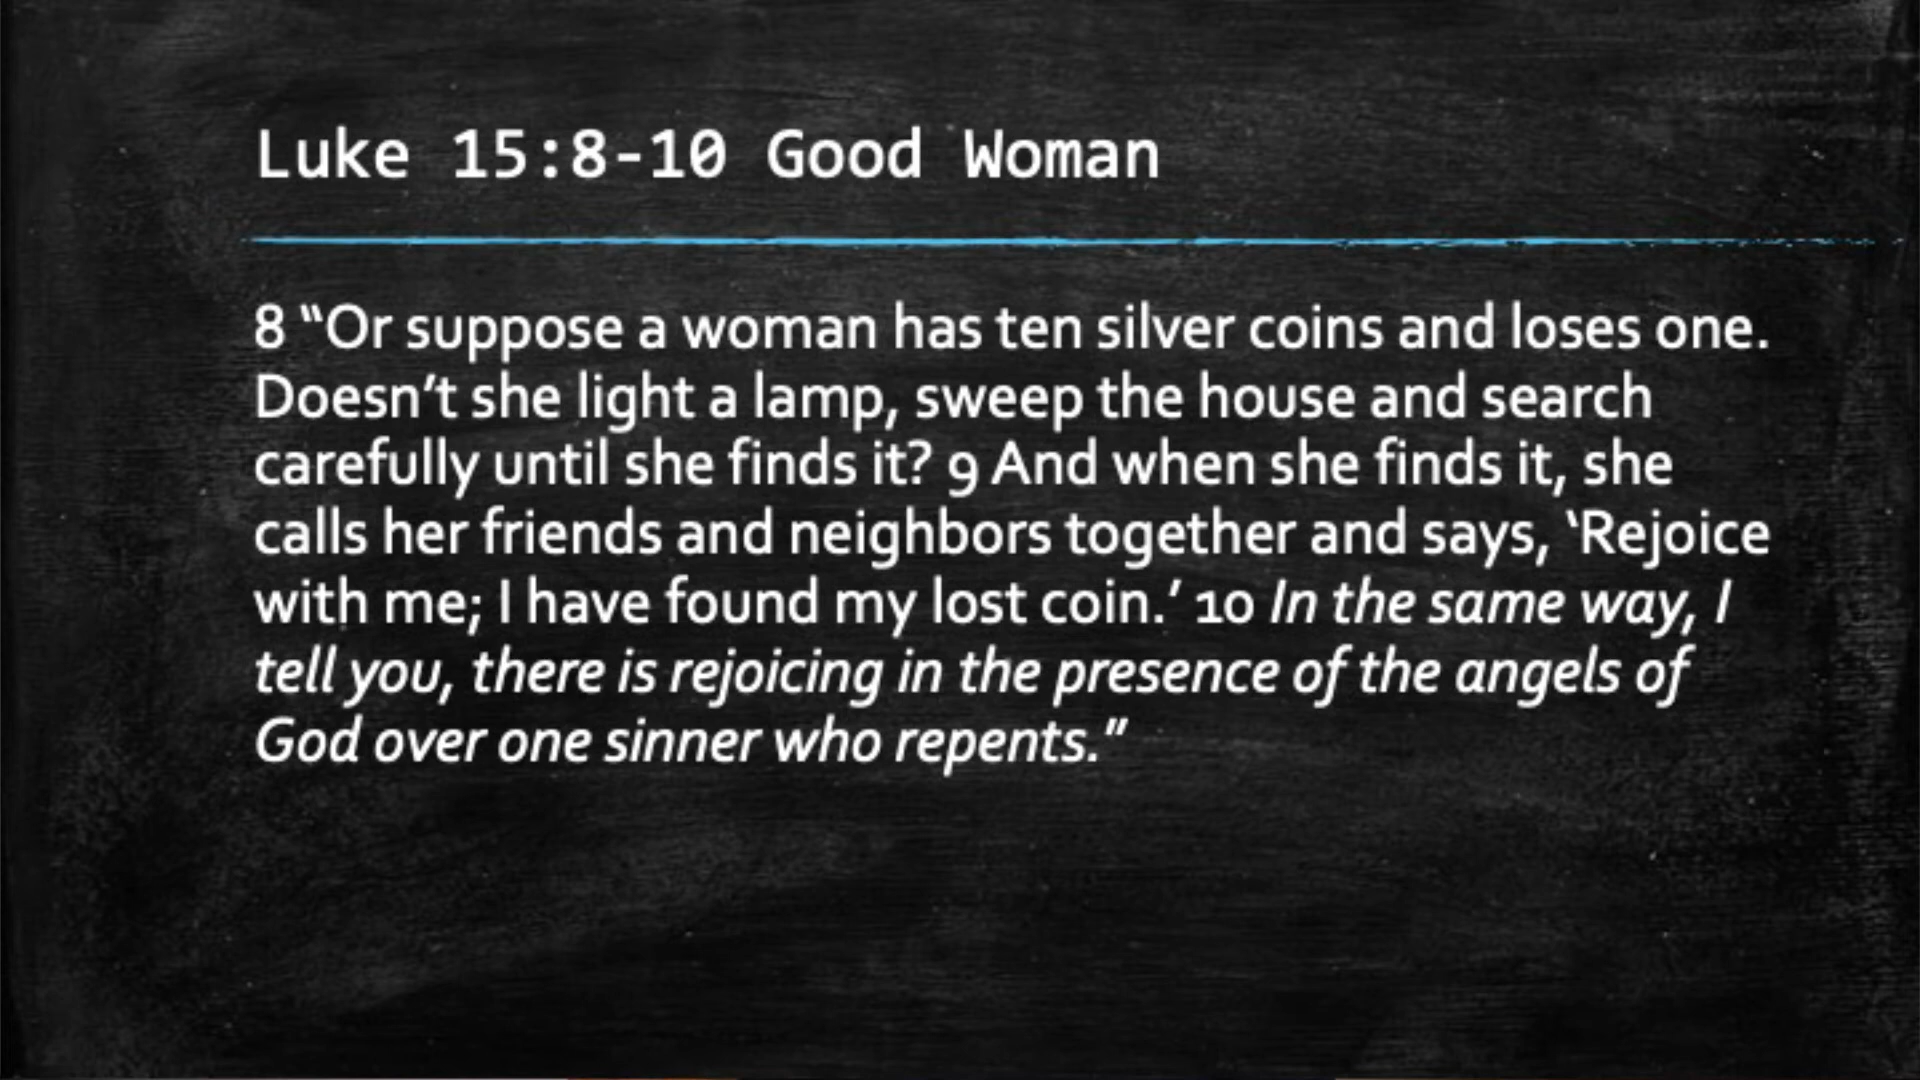 Luke 15:8-10 Good Woman
8 “Or suppose a woman has ten silver coins and loses one.
Doesn’t she light a lamp, sweep the house and search
carefully until she finds it? 9 And when she finds it, she
calls her friends and neighbors together and says, ‘Rejoice
with me; I have found my lost coin.’ 10 In the same way, I
tell you, there is rejoicing in the presence of the angels of
God over one sinner who repents.”